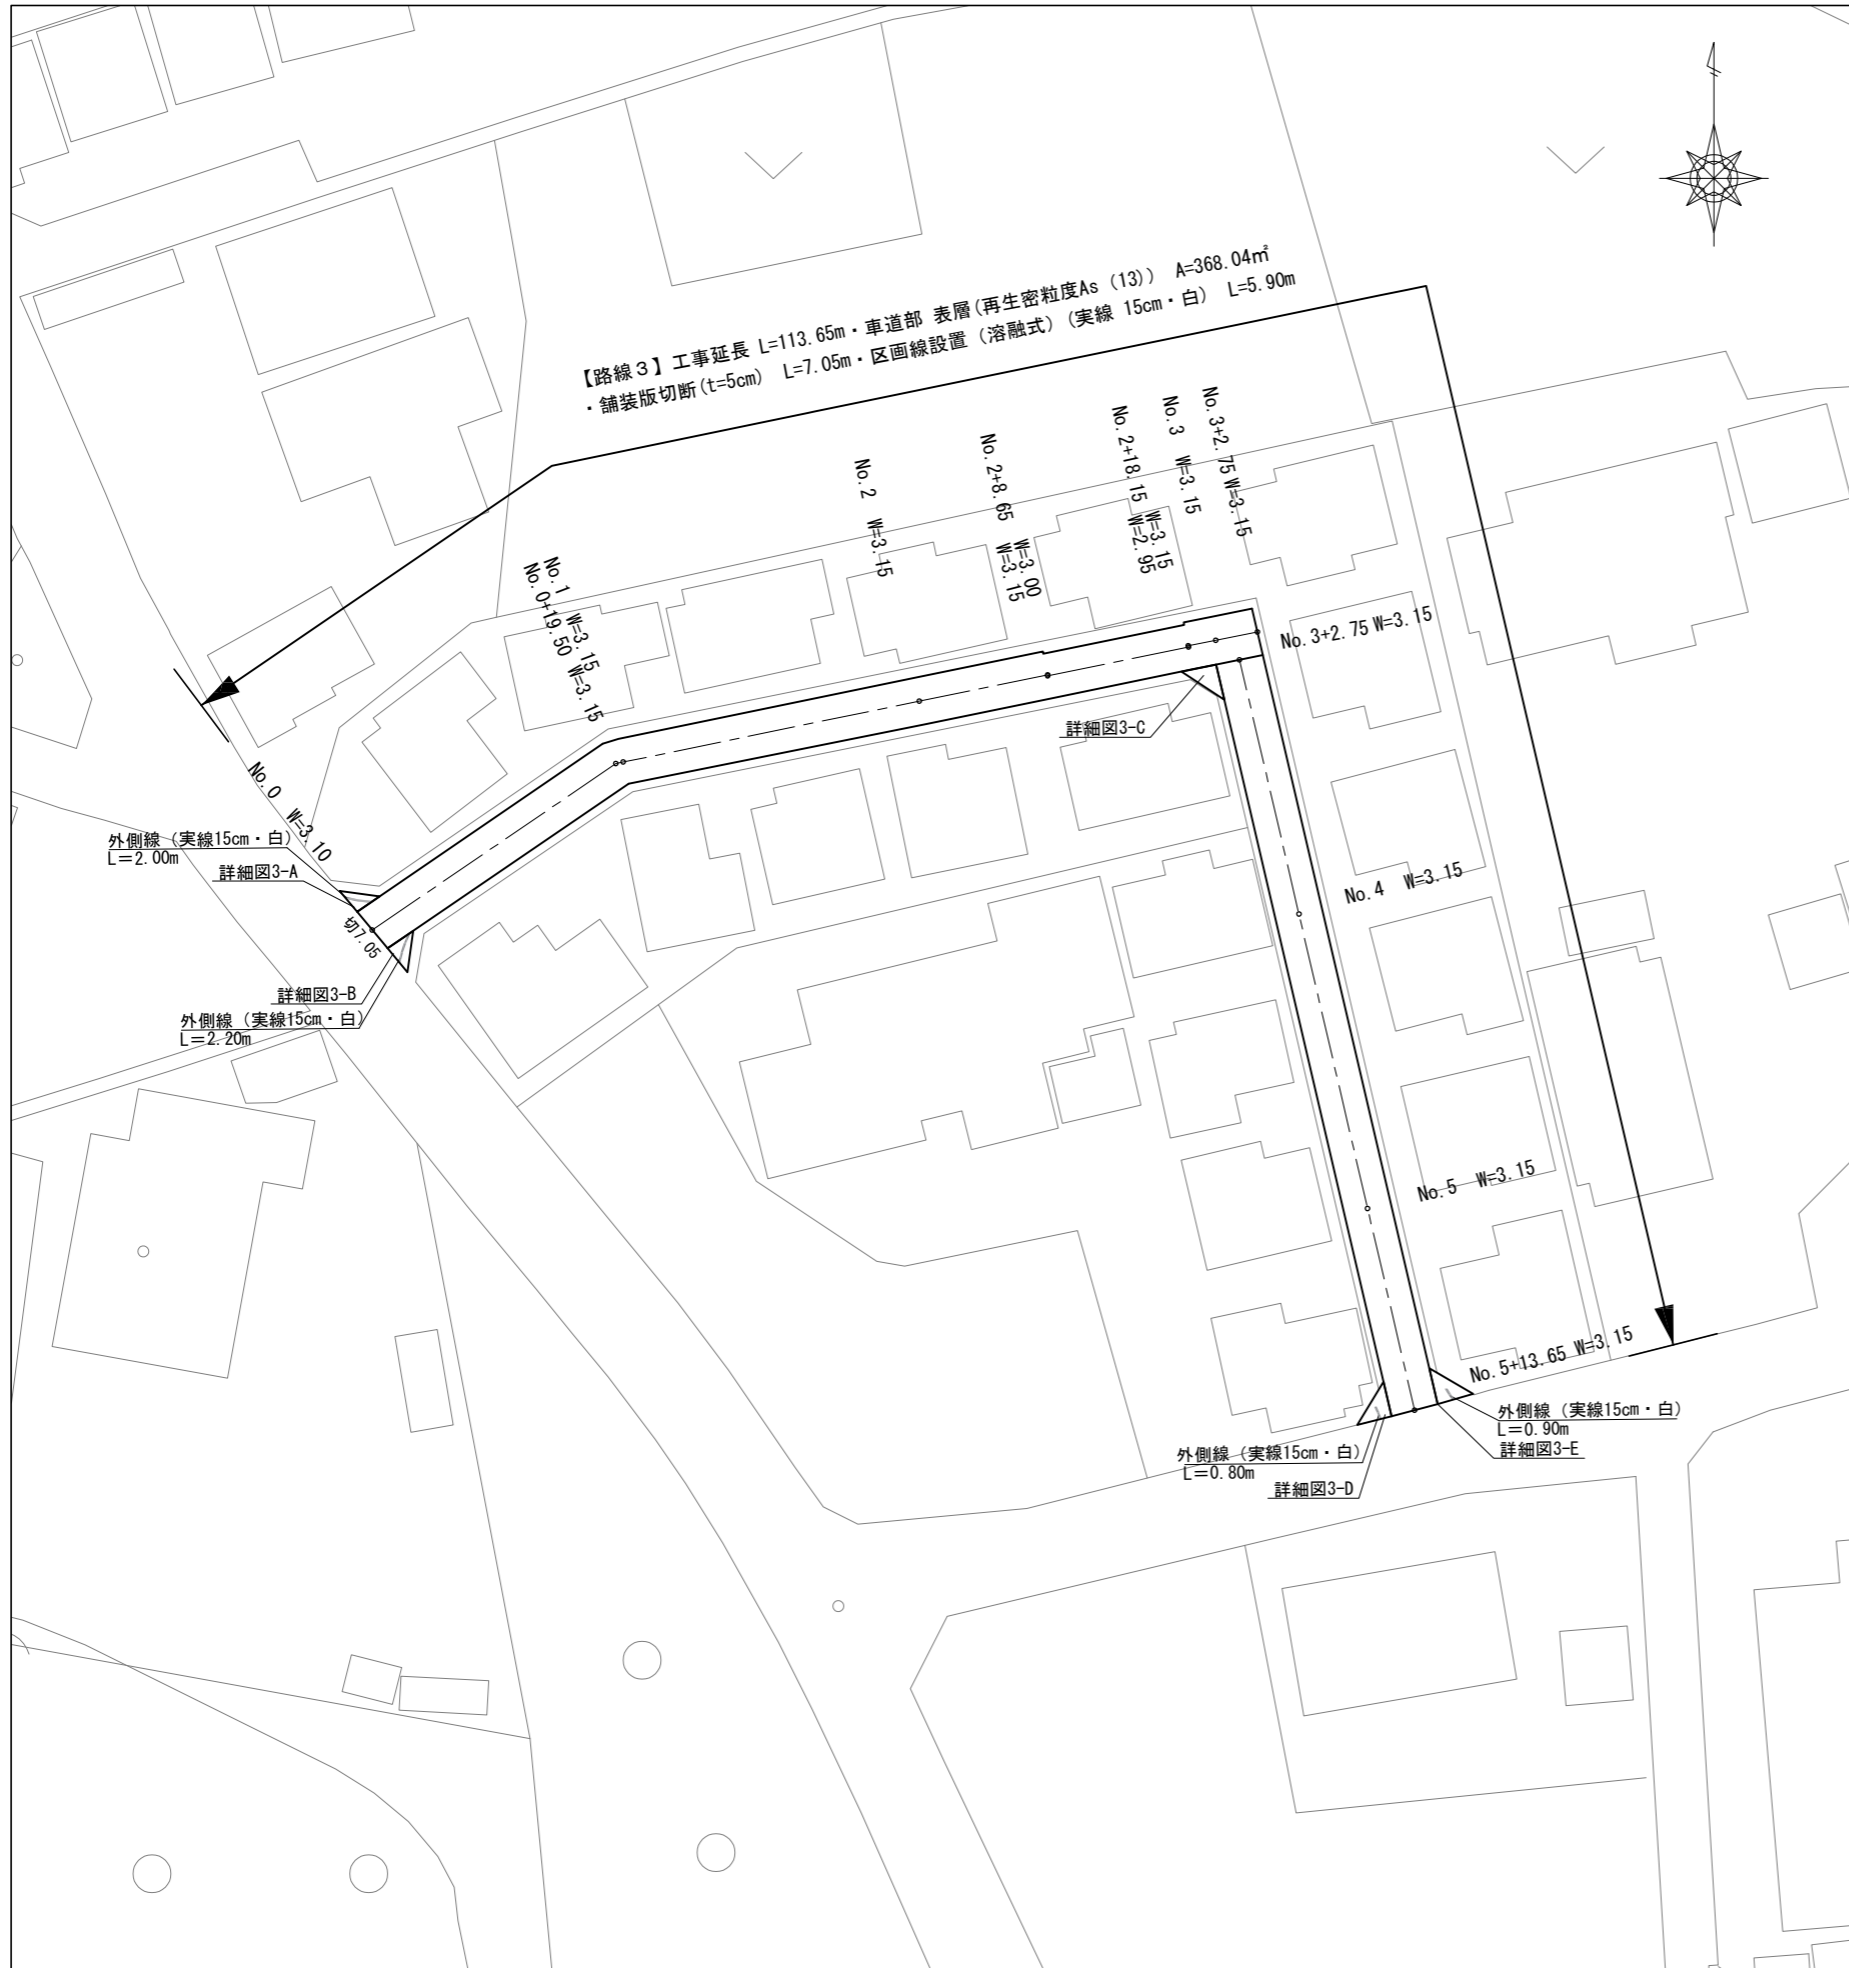 【路線3】工事延長 L=113.65m・車道部 表層(再生密粒度As（13）) A=368.04㎡
・舗装版切断(t=5cm) L=7.05m・区画線設置（溶融式）(実線 15cm・白) L=5.90m
No.3+2.75 W=3.15
No.3 W=3.15
No.2+18.15 W=3.15
W=2.95
No.2+8.65 W=3.00
W=3.15
No.2 W=3.15
No.1 W=3.15
No.0+19.50 W=3.15
No.3+2.75 W=3.15
詳細図3-C
No.0 W=3.10
外側線（実線15cm・白）
L=2.00m
詳細図3-A
切7.05
詳細図3-B
外側線（実線15cm・白）
L=2.20m
No.4 W=3.15
No.5 W=3.15
No.5+13.65 W=3.15
外側線（実線15cm・白）
L=0.90m
詳細図3-E
外側線（実線15cm・白）
L=0.80m
詳細図3-D